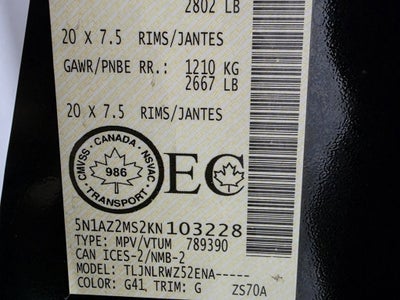 2802 LB
20 X 7.5 RIMS/JANTES
GAWR/PNBE RR.: 1210 KG
2667 LB
20 X 7.5 RIMS/JANTES
CMVSS · CANADA · NSVAC
986
TRANSPORT
EC
5N1AZ2MS2KN103228
TYPE: MPV/VTUM 789390
CAN ICES-2/NMB-2
MODEL: TLJNLRWZ52ENA-----
COLOR: G41, TRIM: G ZS70A